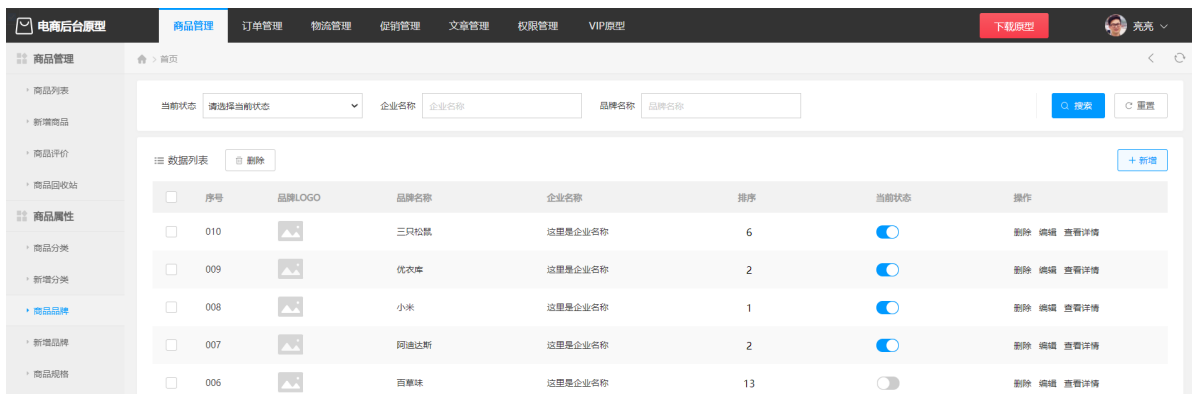 电商后台原型 商品管理 订单管理 物流管理 促销管理 文章管理 权限管理 VIP原型 下载原型 亮亮
商品管理
首页
商品列表
新增商品
商品评价
商品回收站
商品属性
商品分类
新增分类
商品品牌
新增品牌
商品规格
当前状态 请选择当前状态 企业名称 企业名称 品牌名称 品牌名称 搜索 重置
数据列表 删除 新增
序号 品牌LOGO 品牌名称 企业名称 排序 当前状态 操作
010 三只松鼠 这里是企业名称 6 删除 编辑 查看详情
009 优衣库 这里是企业名称 2 删除 编辑 查看详情
008 小米 这里是企业名称 1 删除 编辑 查看详情
007 阿迪达斯 这里是企业名称 2 删除 编辑 查看详情
006 百草味 这里是企业名称 13 删除 编辑 查看详情